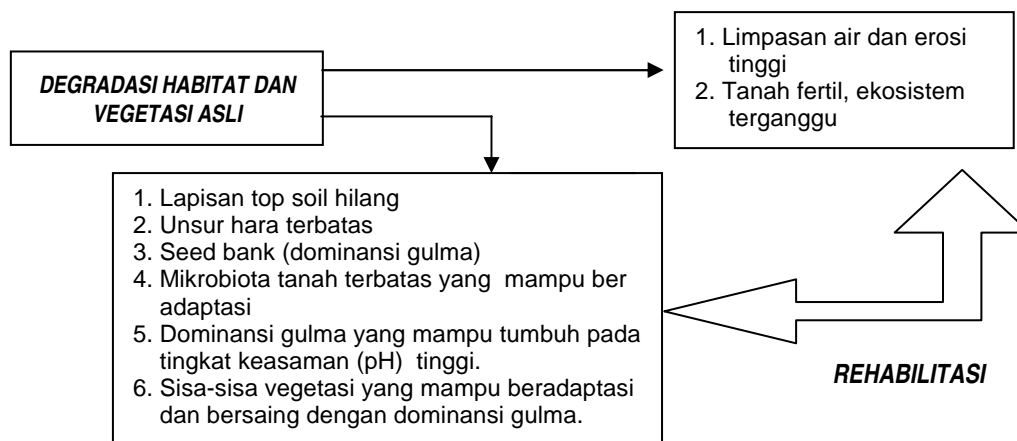 DEGRADASI HABITAT DAN
VEGETASI ASLI
1. Limpasan air dan erosi
tinggi
2. Tanah fertil, ekosistem
terganggu
1. Lapisan top soil hilang
2. Unsur hara terbatas
3. Seed bank (dominansi gulma)
4. Mikrobiota tanah terbatas yang  mampu ber
adaptasi
5. Dominansi gulma yang mampu tumbuh pada
tingkat keasaman (pH)  tinggi.
6. Sisa-sisa vegetasi yang mampu beradaptasi
dan bersaing dengan dominansi gulma.
REHABILITASI